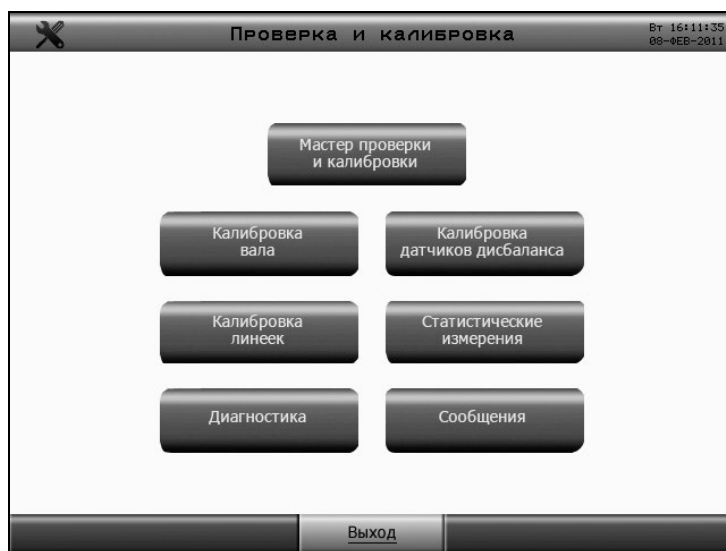 Проверка и калибровка
Вт 16:11:35
08-ФЕВ-2011
Мастер проверки
и калибровки
Калибровка
вала
Калибровка
датчиков дисбаланса
Калибровка
линеек
Статистические
измерения
Диагностика
Сообщения
Выход